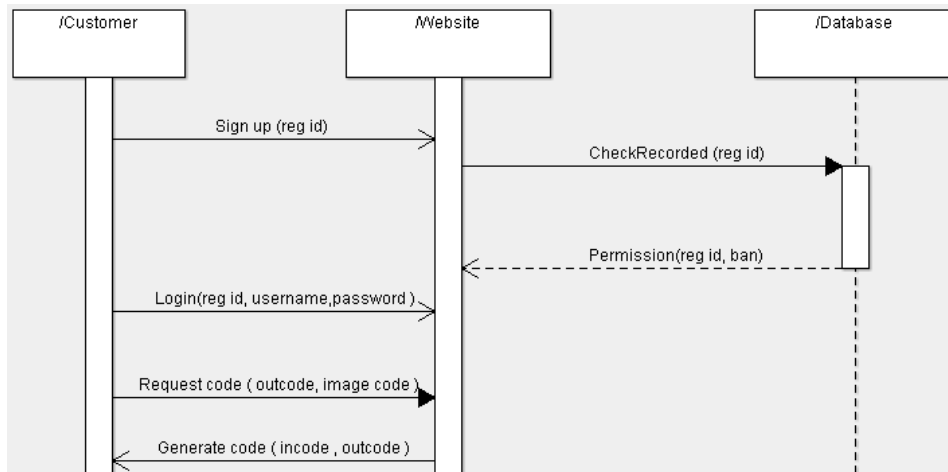 /Customer
/Website
/Database
Sign up (reg id)
CheckRecorded (reg id)
Permission(reg id, ban)
Login(reg id, username,password )
Request code ( outcode, image code )
Generate code ( incode , outcode )